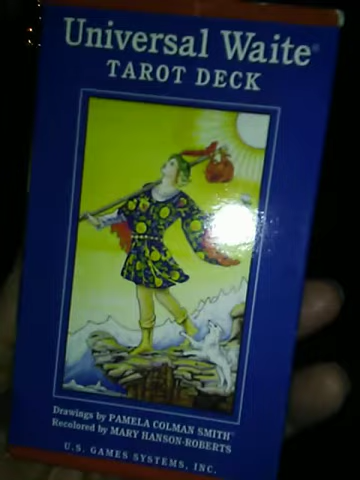 Universal Waite®
TAROT DECK
Drawings by PAMELA COLMAN SMITH
Recolored by MARY HANSON-ROBERTS
U.S. GAMES SYSTEMS, INC.